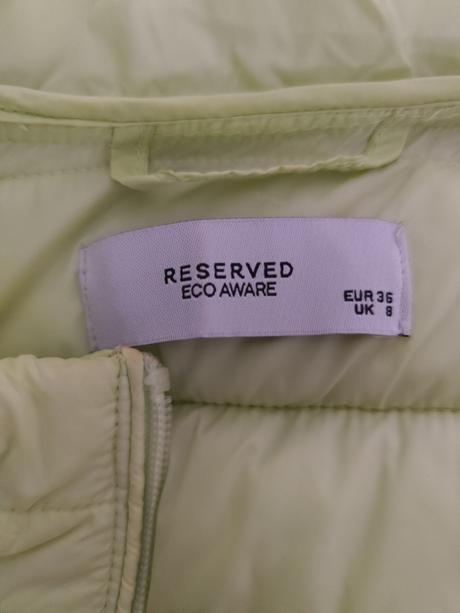 RESERVED
ECO AWARE
EUR 36
UK 8